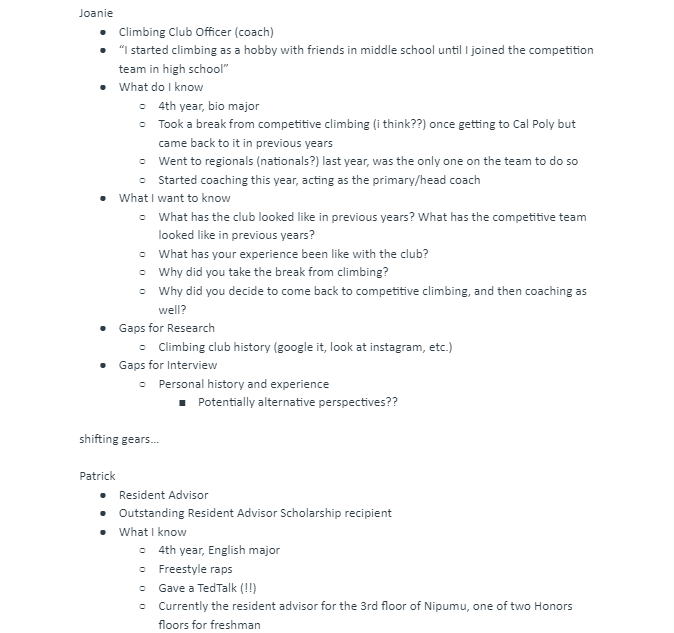 Joanie
● Climbing Club Officer (coach)
● “I started climbing as a hobby with friends in middle school until I joined the competition
team in high school”
● What do I know
○ 4th year, bio major
○ Took a break from competitive climbing (i think??) once getting to Cal Poly but
came back to it in previous years
○ Went to regionals (nationals?) last year, was the only one on the team to do so
○ Started coaching this year, acting as the primary/head coach
● What I want to know
○ What has the club looked like in previous years? What has the competitive team
looked like in previous years?
○ What has your experience been like with the club?
○ Why did you take the break from climbing?
○ Why did you decide to come back to competitive climbing, and then coaching as
well?
● Gaps for Research
○ Climbing club history (google it, look at instagram, etc.)
● Gaps for Interview
○ Personal history and experience
■ Potentially alternative perspectives??
shifting gears...
Patrick
● Resident Advisor
● Outstanding Resident Advisor Scholarship recipient
● What I know
○ 4th year, English major
○ Freestyle raps
○ Gave a TedTalk (!!)
○ Currently the resident advisor for the 3rd floor of Nipumu, one of two Honors
floors for freshman